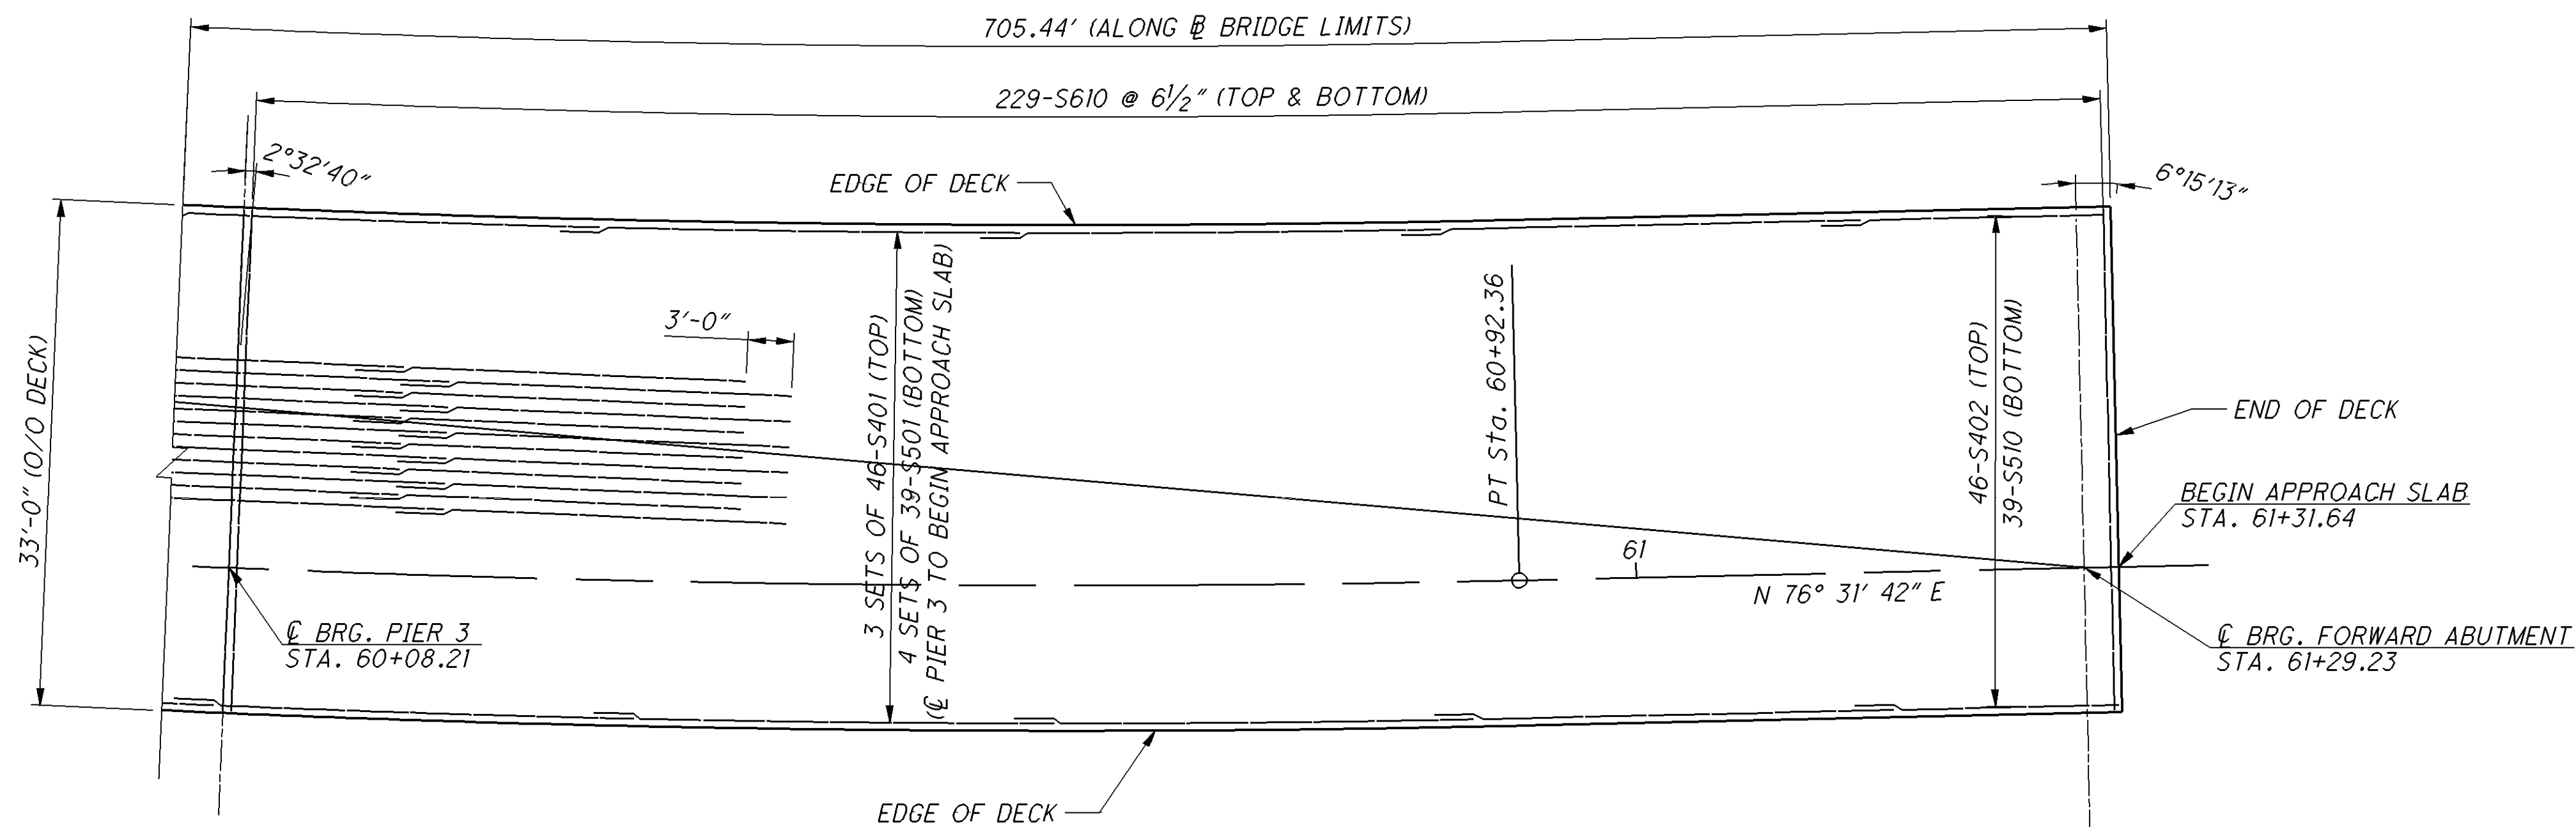 705.44' (ALONG ⅊ BRIDGE LIMITS)
229-S610 @ 6½" (TOP & BOTTOM)
2°32'40"
EDGE OF DECK
6°15'13"
33'-0" (O/O DECK)
3'-0"
3 SETS OF 46-S401 (TOP)
4 SETS OF 39-S501 (BOTTOM)
(℄ PIER 3 TO BEGIN APPROACH SLAB)
PT Sta. 60+92.36
46-S402 (TOP)
39-S510 (BOTTOM)
END OF DECK
BEGIN APPROACH SLAB
STA. 61+31.64
61
N 76° 31' 42" E
℄ BRG. PIER 3
STA. 60+08.21
℄ BRG. FORWARD ABUTMENT
STA. 61+29.23
EDGE OF DECK